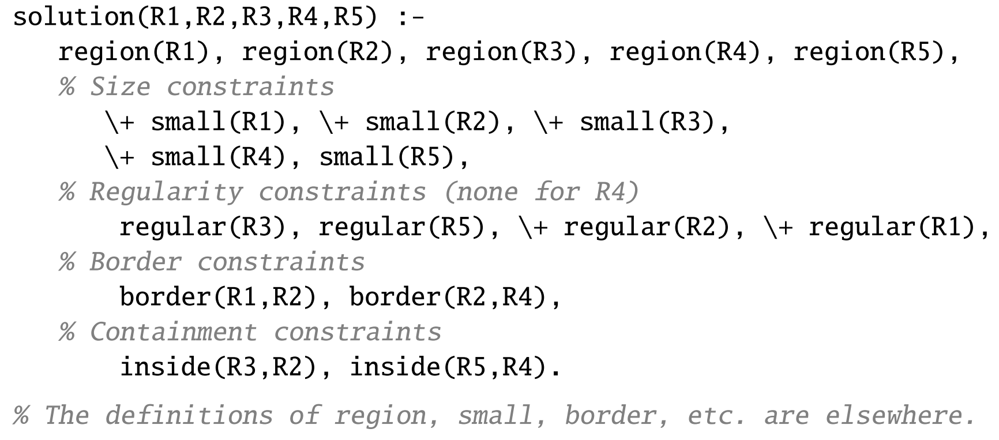 solution(R1,R2,R3,R4,R5) :-
region(R1), region(R2), region(R3), region(R4), region(R5),
% Size constraints
\+ small(R1), \+ small(R2), \+ small(R3),
\+ small(R4), small(R5),
% Regularity constraints (none for R4)
regular(R3), regular(R5), \+ regular(R2), \+ regular(R1),
% Border constraints
border(R1,R2), border(R2,R4),
% Containment constraints
inside(R3,R2), inside(R5,R4).
% The definitions of region, small, border, etc. are elsewhere.